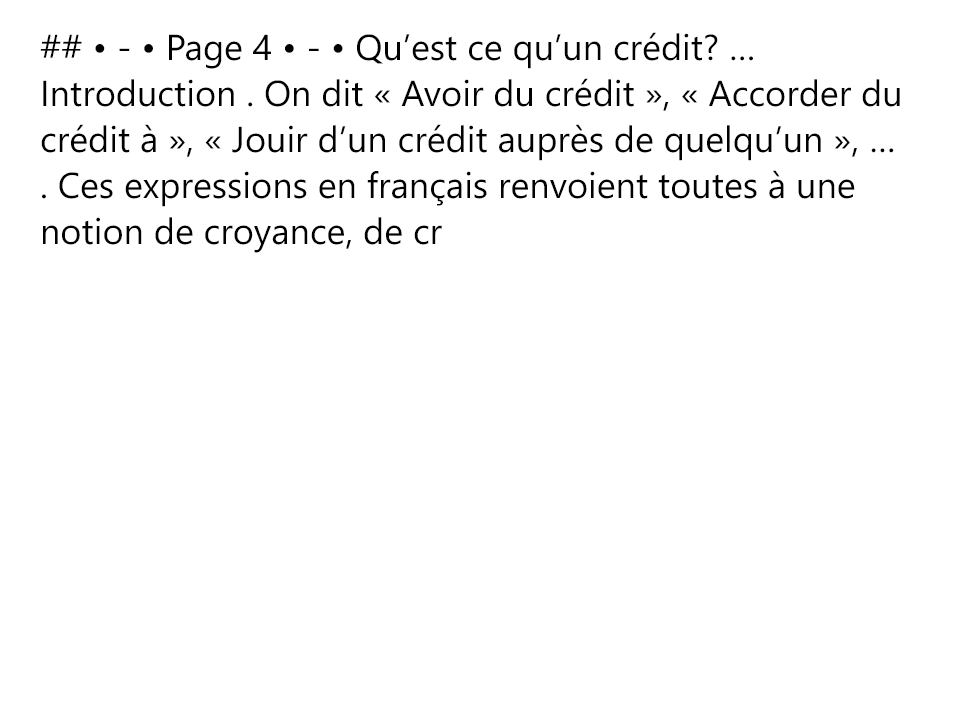 ## • - • Page 4 • - • Qu’est ce qu’un crédit? ...
Introduction . On dit « Avoir du crédit », « Accorder du
crédit à », « Jouir d’un crédit auprès de quelqu’un », ...
. Ces expressions en français renvoient toutes à une
notion de croyance, de cr